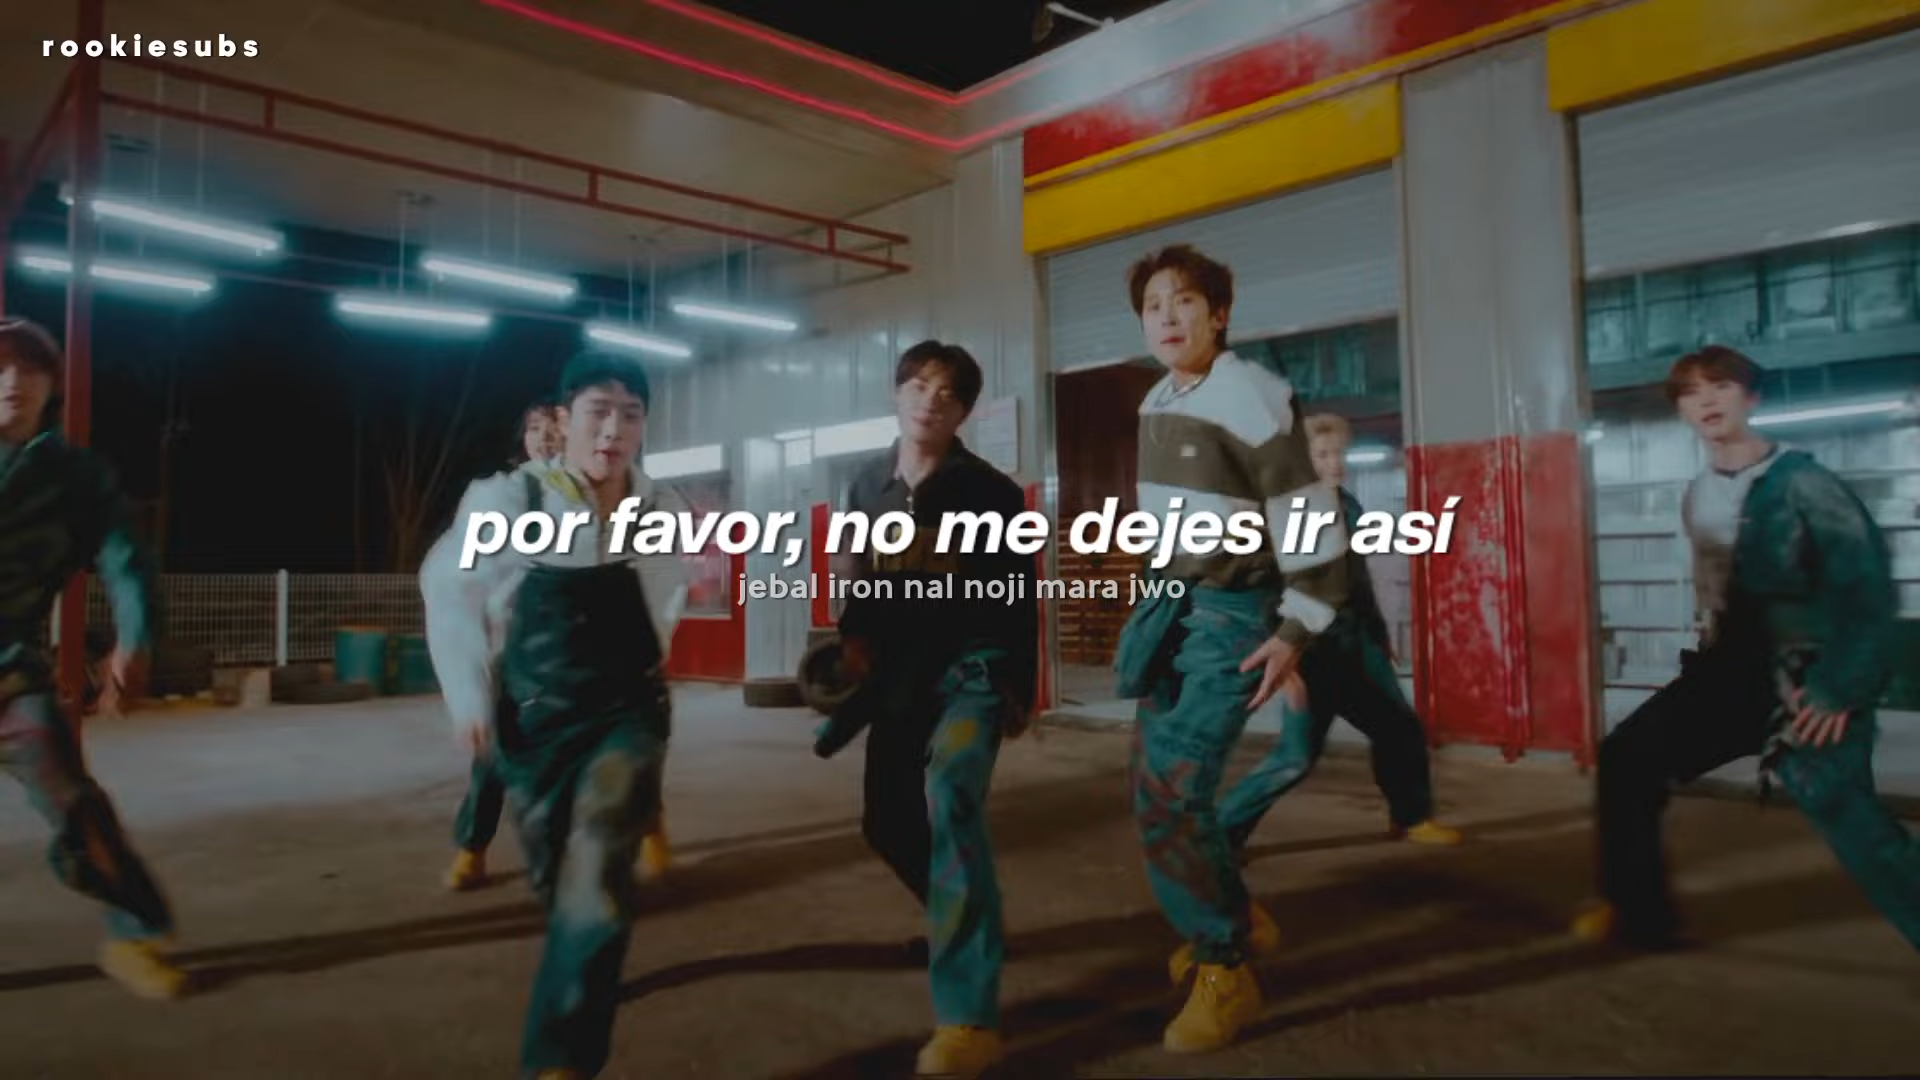 rookiesubs
por favor, no me dejes ir así
jebal iron nal noji mara jwo